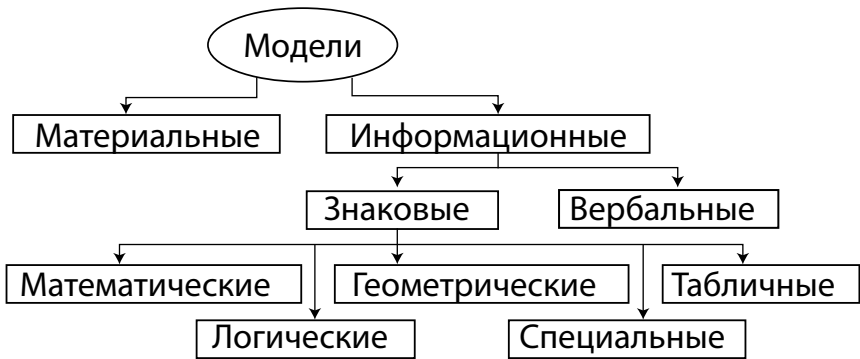 Модели
Материальные
Информационные
Знаковые
Вербальные
Математические
Геометрические
Табличные
Логические
Специальные